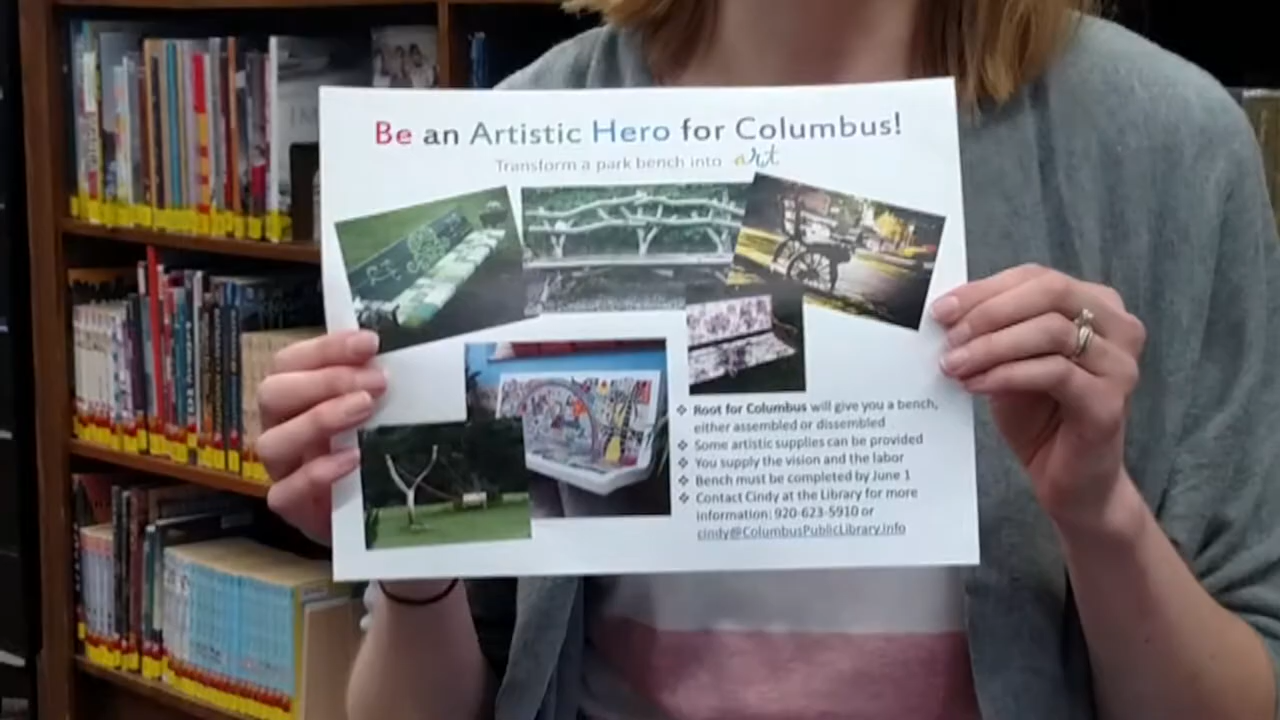 Be an Artistic Hero for Columbus!
Transform a park bench into art
❖ Root for Columbus will give you a bench,
either assembled or dissembled
❖ Some artistic supplies can be provided
❖ You supply the vision and the labor
❖ Bench must be completed by June 1
❖ Contact Cindy at the Library for more
information: 920-623-5910 or
cindy@ColumbusPublicLibrary.info